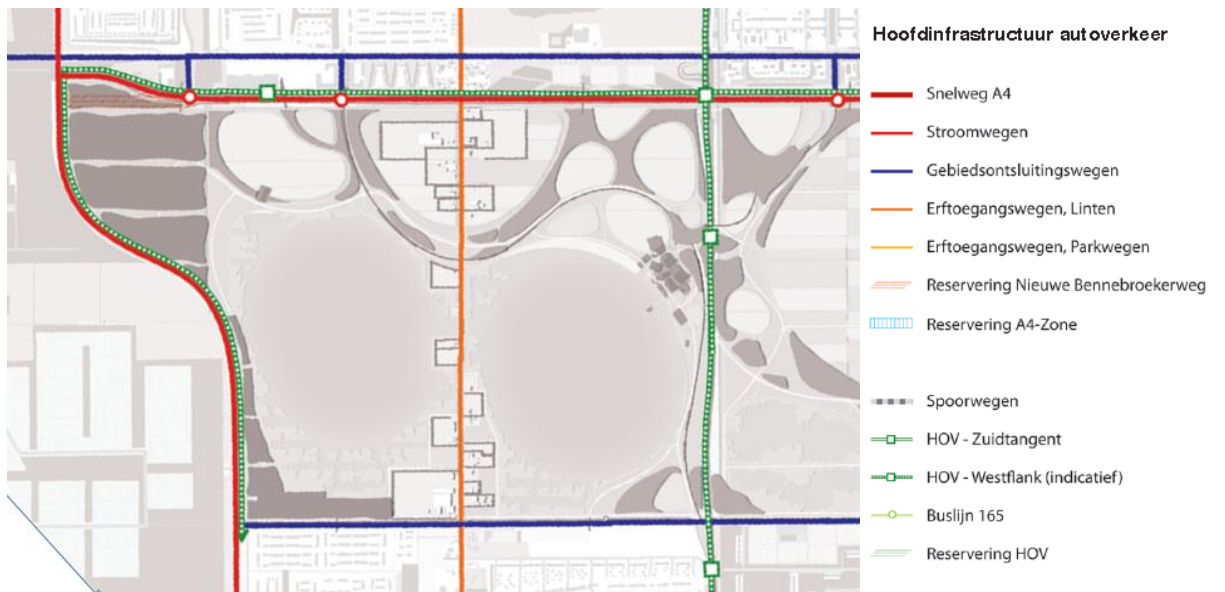 Hoofdinfrastructuur autoverkeer
Snelweg A4
Stroomwegen
Gebiedsontsluitingswegen
Erftoegangswegen, Linten
Erftoegangswegen, Parkwegen
Reservering Nieuwe Bennebroekerweg
Reservering A4-Zone
Spoorwegen
HOV - Zuidtangent
HOV - Westflank (indicatief)
Buslijn 165
Reservering HOV